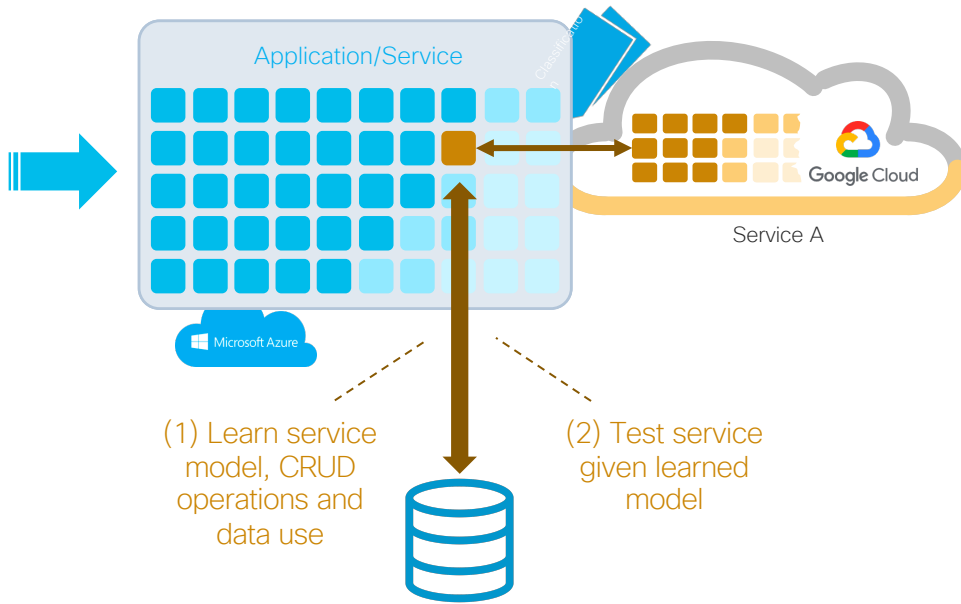 Application/Service
Classificatio
n
Google Cloud
Service A
Microsoft Azure
(1) Learn service
model, CRUD
operations and
data use
(2) Test service
given learned
model